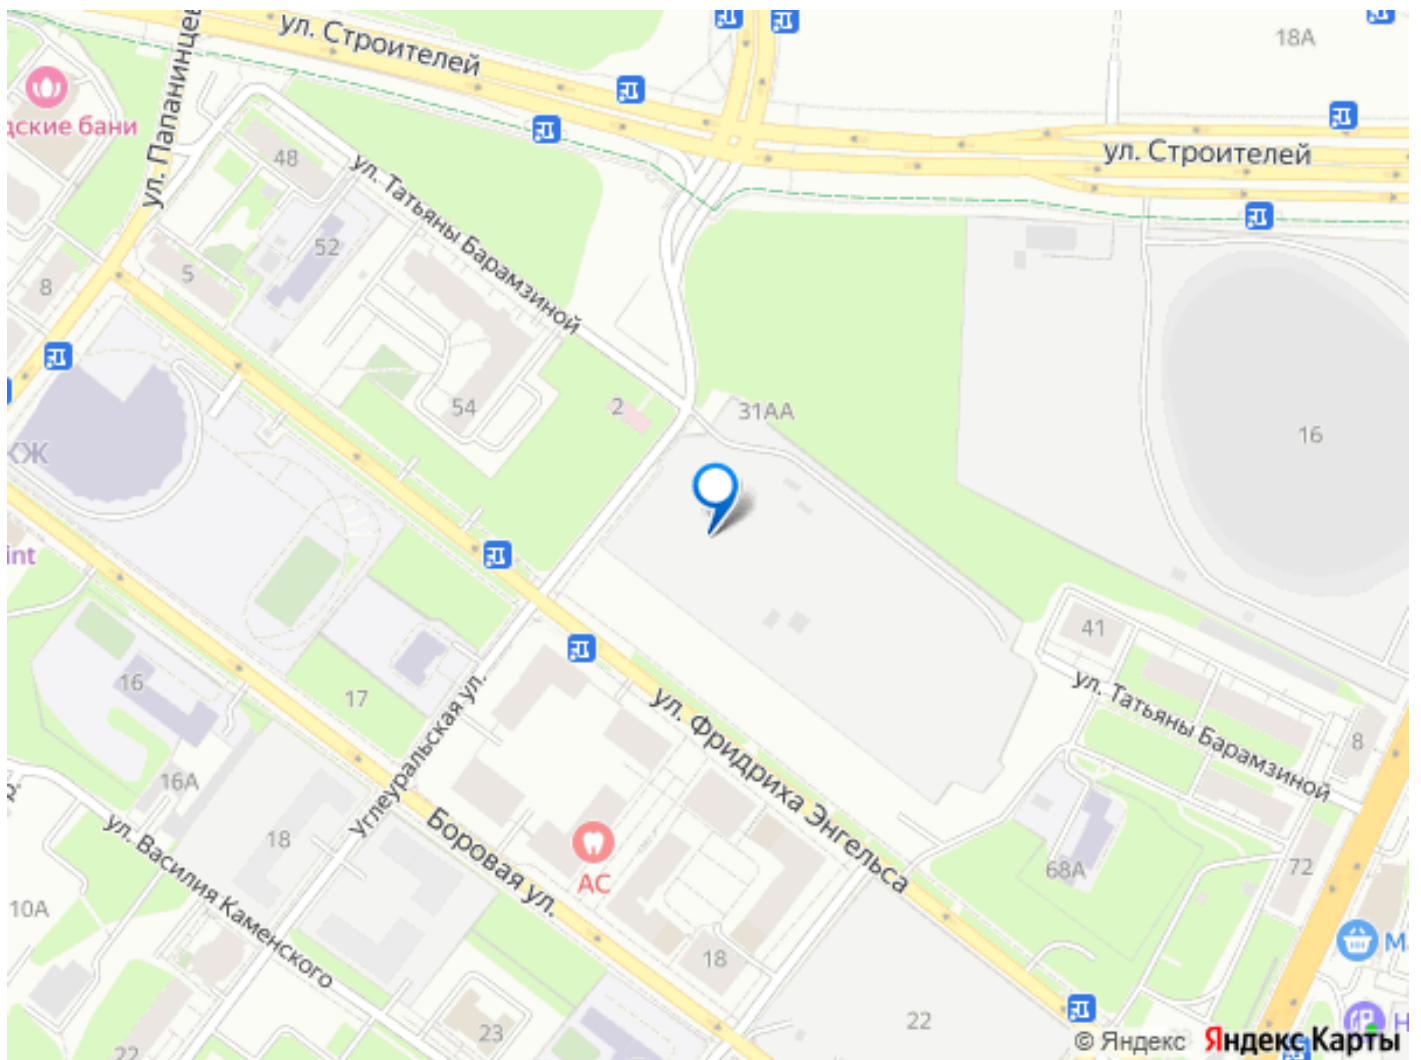 ул. Строителей
18А
ул. Папанинцев
дские бани
ул. Строителей
48
ул. Татьяны Барамзиной
52
5
8
54
2
31АА
16
КЖ
int
41
16
17
ул. Татьяны Барамзиной
8
ул. Фридриха Энгельса
Углеуральская ул.
16А
18
Боровая ул.
ул. Василия Каменского
АС
68А
72
10А
18
22
23
22
© Яндекс Яндекс Карты